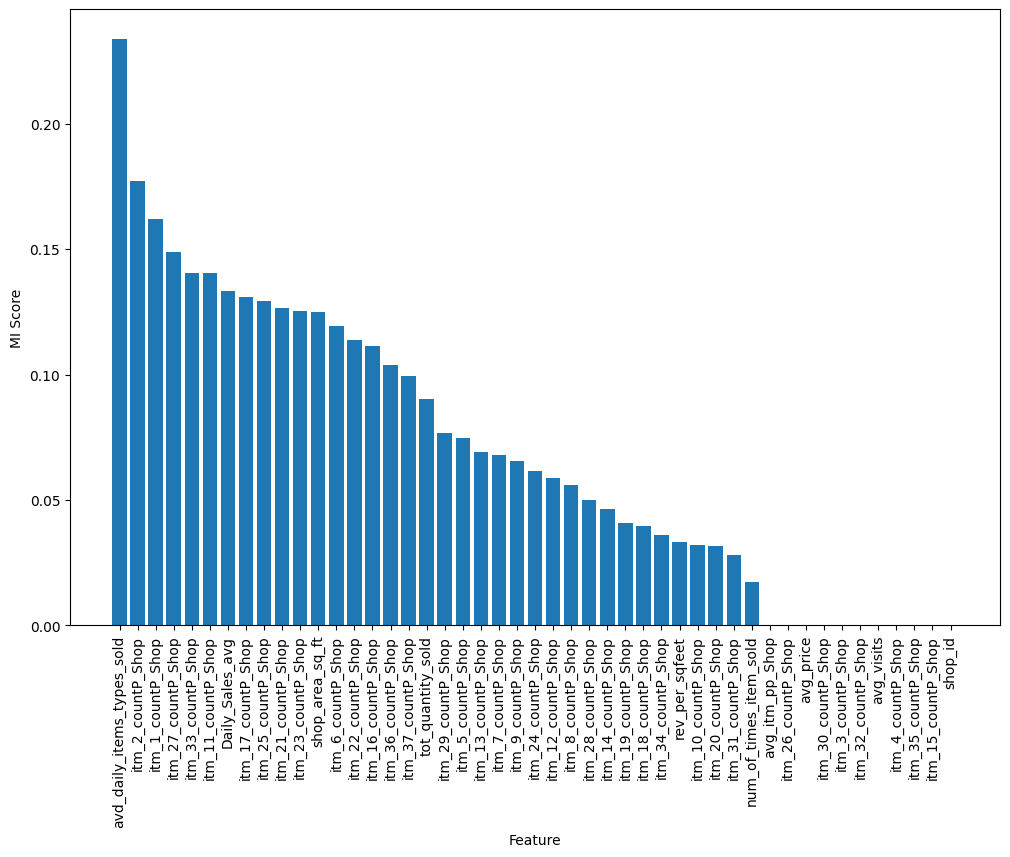 0.20
0.15
0.10
0.05
0.00
MI Score
avd_daily_items_types_sold
itm_2_countP_Shop
itm_1_countP_Shop
itm_27_countP_Shop
itm_33_countP_Shop
itm_11_countP_Shop
Daily_Sales_avg
itm_17_countP_Shop
itm_25_countP_Shop
itm_21_countP_Shop
itm_23_countP_Shop
shop_area_sq_ft
itm_6_countP_Shop
itm_22_countP_Shop
itm_16_countP_Shop
itm_36_countP_Shop
itm_37_countP_Shop
tot_quantity_sold
itm_29_countP_Shop
itm_5_countP_Shop
itm_13_countP_Shop
itm_7_countP_Shop
itm_9_countP_Shop
itm_24_countP_Shop
itm_12_countP_Shop
itm_8_countP_Shop
itm_28_countP_Shop
itm_14_countP_Shop
itm_19_countP_Shop
itm_18_countP_Shop
itm_34_countP_Shop
rev_per_sqfeet
itm_10_countP_Shop
itm_20_countP_Shop
itm_31_countP_Shop
num_of_times_item_sold
avg_itm_pp_Shop
itm_26_countP_Shop
avg_price
itm_30_countP_Shop
itm_3_countP_Shop
itm_32_countP_Shop
avg_visits
itm_4_countP_Shop
itm_35_countP_Shop
itm_15_countP_Shop
shop_id
Feature